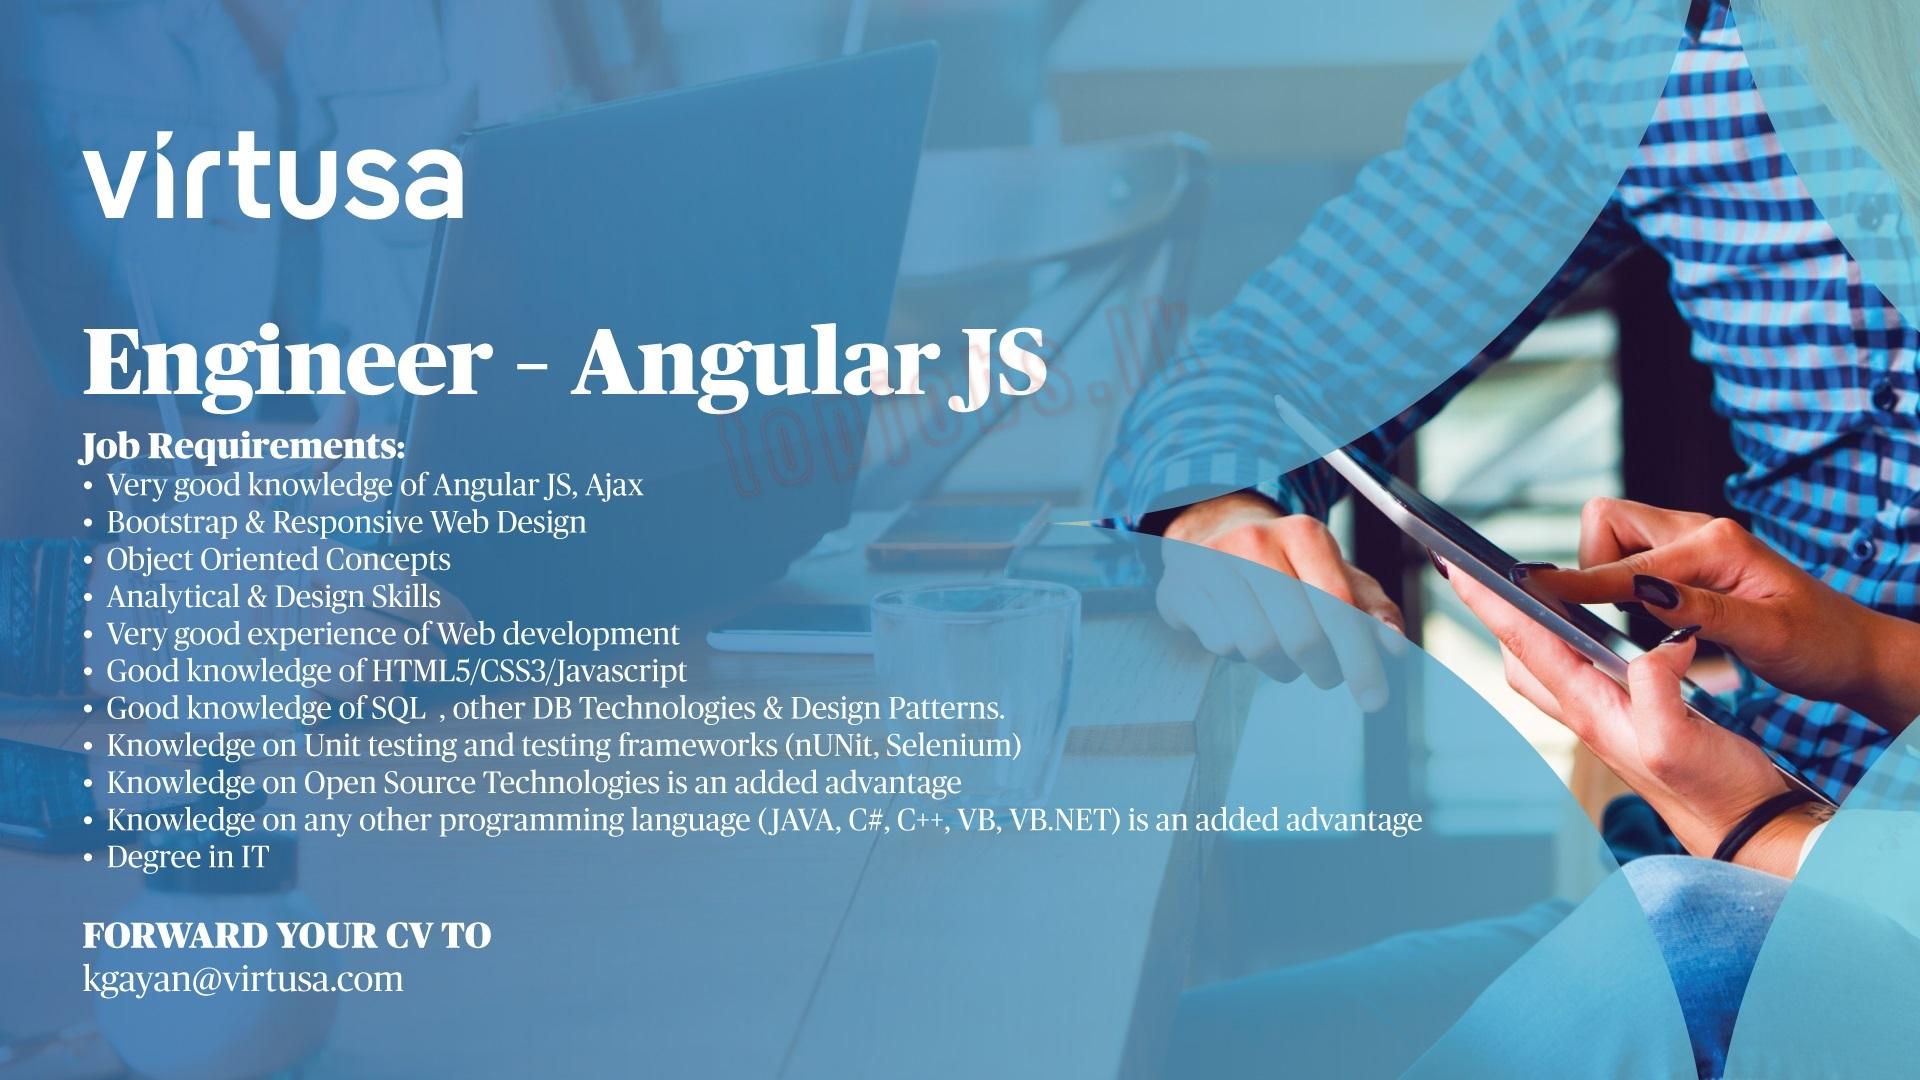 virtusa
Engineer – Angular JS
topjobs.lk
Job Requirements:
• Very good knowledge of Angular JS, Ajax
• Bootstrap & Responsive Web Design
• Object Oriented Concepts
• Analytical & Design Skills
• Very good experience of Web development
• Good knowledge of HTML5/CSS3/Javascript
• Good knowledge of SQL  , other DB Technologies & Design Patterns.
• Knowledge on Unit testing and testing frameworks (nUNit, Selenium)
• Knowledge on Open Source Technologies is an added advantage
• Knowledge on any other programming language (JAVA, C#, C++, VB, VB.NET) is an added advantage
• Degree in IT
FORWARD YOUR CV TO
kgayan@virtusa.com